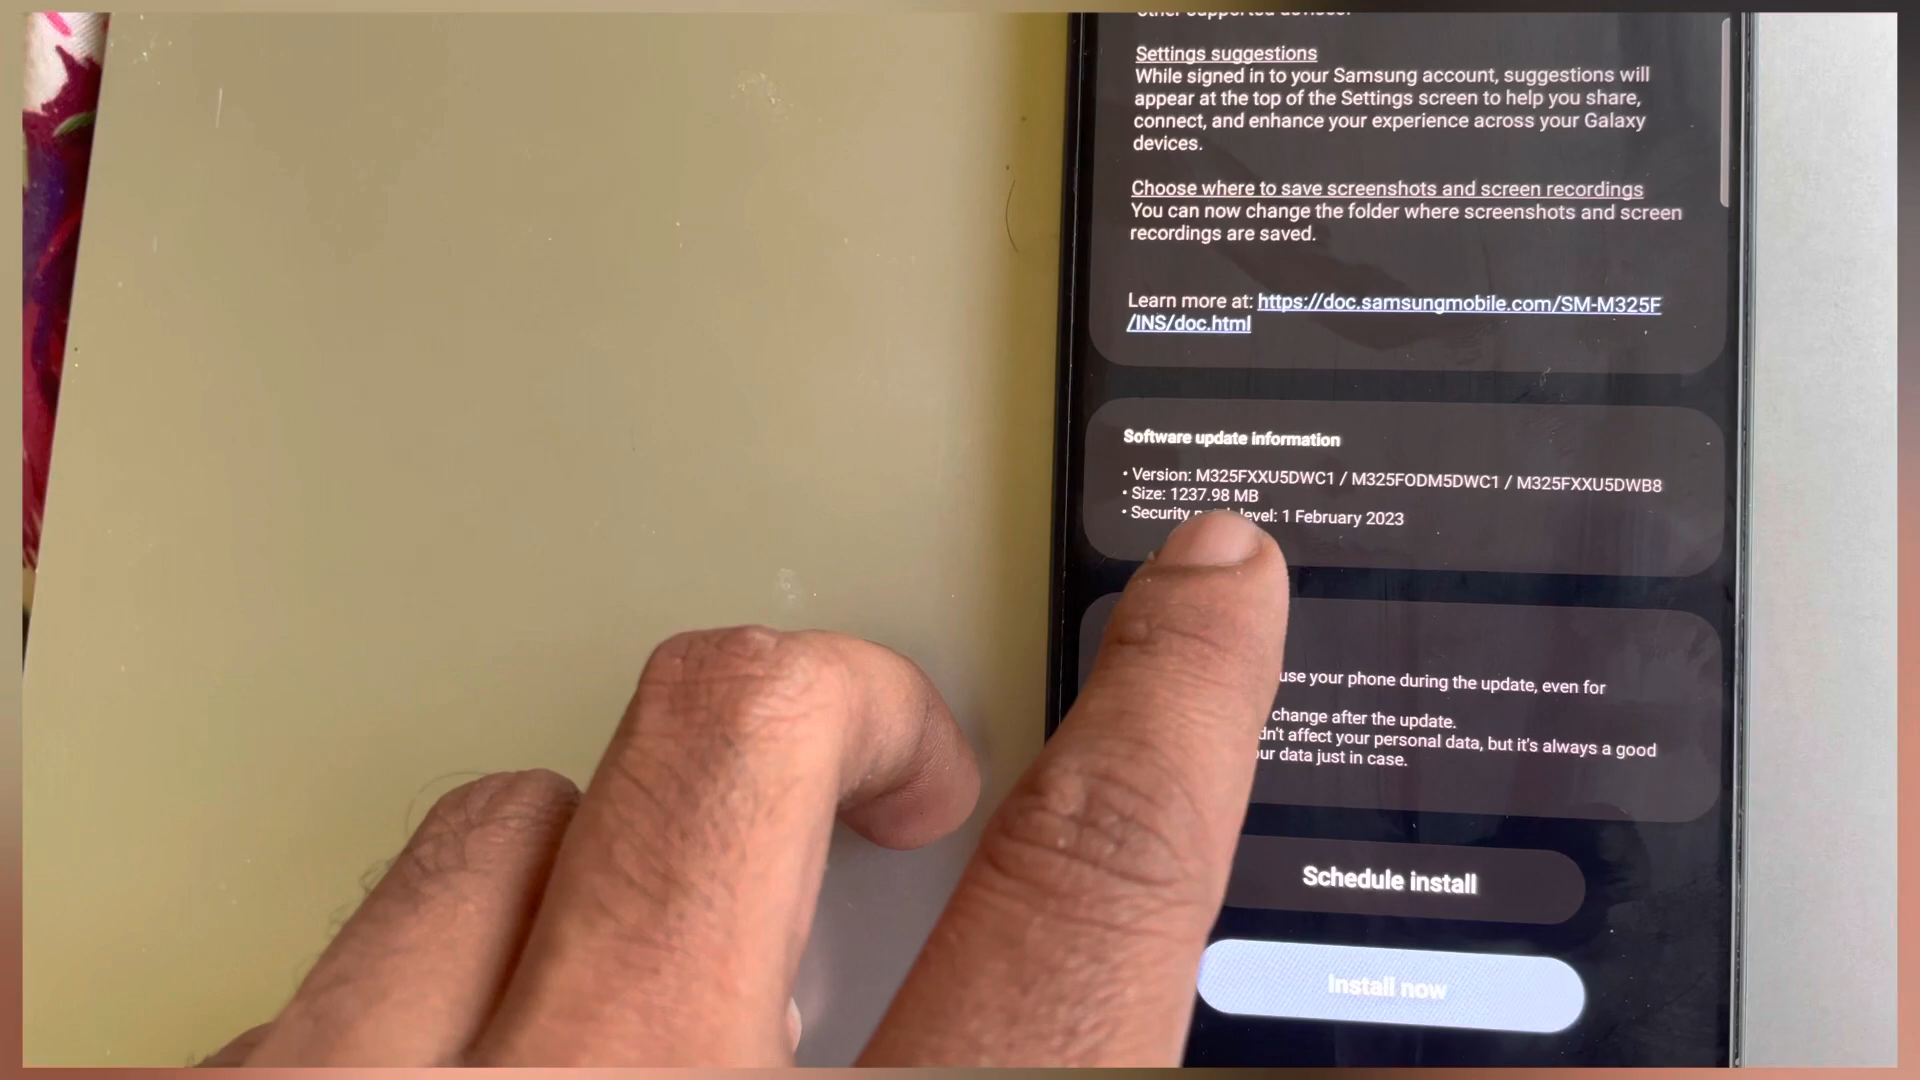 other supported devices.
Settings suggestions
While signed in to your Samsung account, suggestions will
appear at the top of the Settings screen to help you share,
connect, and enhance your experience across your Galaxy
devices.
Choose where to save screenshots and screen recordings
You can now change the folder where screenshots and screen
recordings are saved.
Learn more at: https://doc.samsungmobile.com/SM-M325F
/INS/doc.html
Software update information
• Version: M325FXXU5DWC1 / M325FODM5DWC1 / M325FXXU5DWB8
• Size: 1237.98 MB
• Security level: 1 February 2023
use your phone during the update, even for
change after the update.
affect your personal data, but it's always a good
data just in case.
Schedule install
Install now